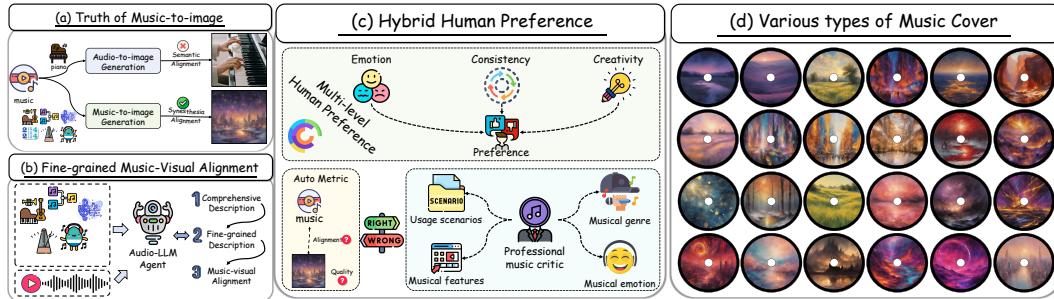 (a) Truth of Music-to-image
piano
music
Audio-to-image
Generation
Semantic
Alignment
Music-to-image
Generation
Synesthesia
Alignment
(b) Fine-grained Music-Visual Alignment
Audio-LLM
Agent
1 Comprehensive
Description
2 Fine-grained
Description
3 Music-visual
Alignment
(c) Hybrid Human Preference
Emotion
Consistency
Creativity
Multi-level
Human Preference
Preference
Auto Metric
music
Alignment?
Quality ?
RIGHT
WRONG
SCENARIO
Usage scenarios
Musical features
Professional
music critic
Musical genre
Musical emotion
(d) Various types of Music Cover